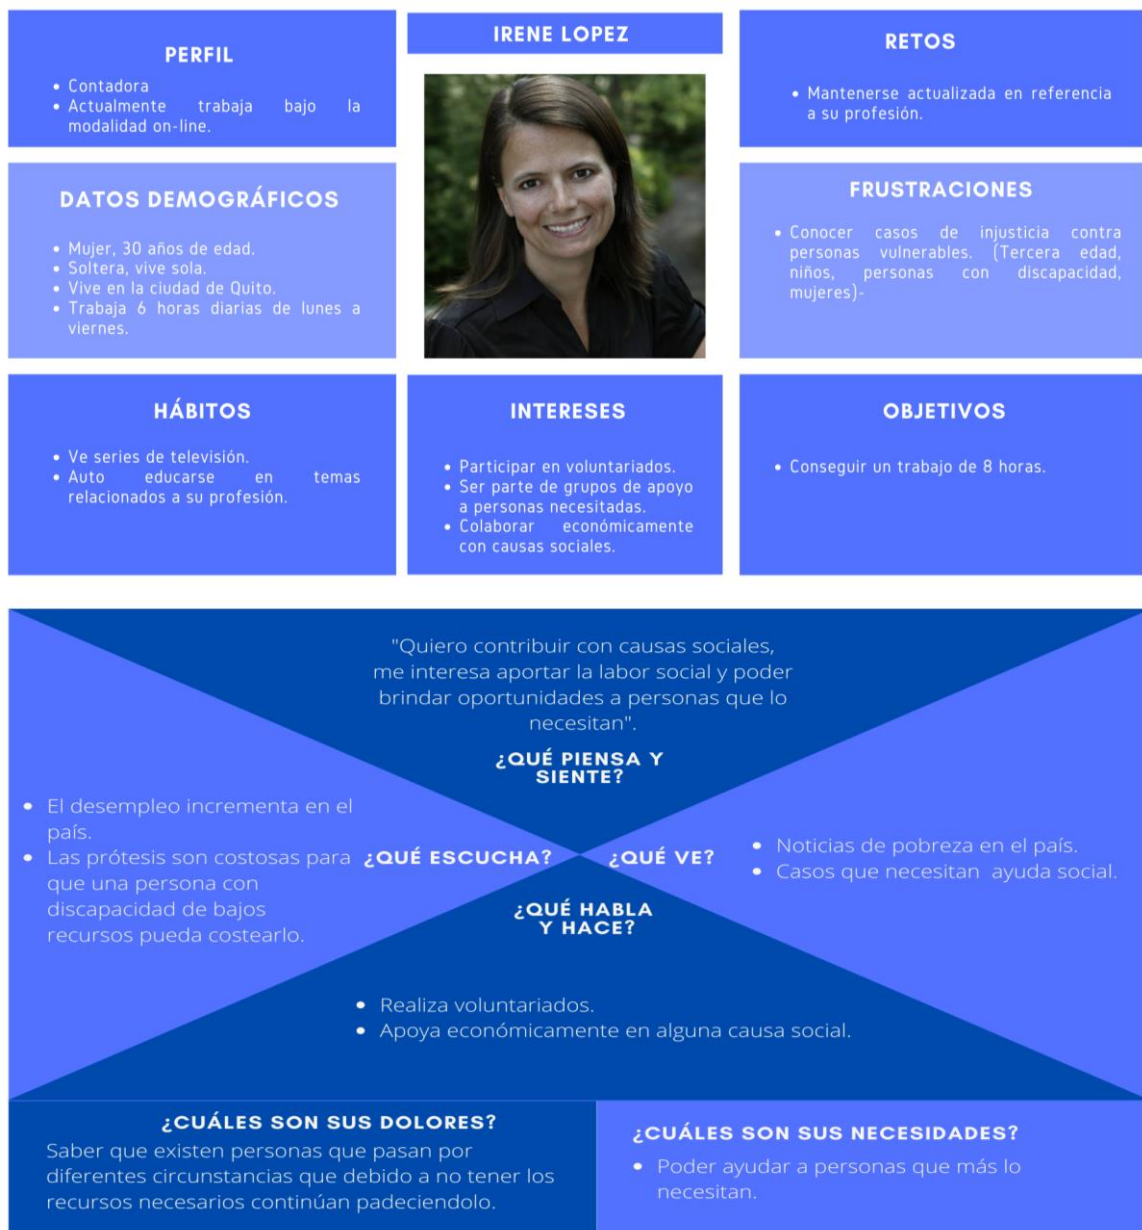 IRENE LOPEZ
PERFIL
• Contadora
• Actualmente trabaja bajo la
modalidad on-line.
RETOS
• Mantenerse actualizada en referencia
a su profesión.
DATOS DEMOGRÁFICOS
• Mujer, 30 años de edad.
• Soltera, vive sola.
• Vive en la ciudad de Quito.
• Trabaja 6 horas diarias de lunes a
viernes.
FRUSTRACIONES
• Conocer casos de injusticia contra
personas vulnerables. (Tercera edad,
niños, personas con discapacidad,
mujeres)-
HÁBITOS
• Ve series de televisión.
• Auto educarse en temas
relacionados a su profesión.
INTERESES
• Participar en voluntariados.
• Ser parte de grupos de apoyo
a personas necesitadas.
• Colaborar económicamente
con causas sociales.
OBJETIVOS
• Conseguir un trabajo de 8 horas.
"Quiero contribuir con causas sociales,
me interesa aportar la labor social y poder
brindar oportunidades a personas que lo
necesitan".
¿QUÉ PIENSA Y
SIENTE?
• El desempleo incrementa en el
país.
• Las prótesis son costosas para
que una persona con
discapacidad de bajos
recursos pueda costearlo.
¿QUÉ ESCUCHA?
¿QUÉ VE?
• Noticias de pobreza en el país.
• Casos que necesitan ayuda social.
¿QUÉ HABLA
Y HACE?
• Realiza voluntariados.
• Apoya económicamente en alguna causa social.
¿CUÁLES SON SUS DOLORES?
Saber que existen personas que pasan por
diferentes circunstancias que debido a no tener los
recursos necesarios continúan padeciendolo.
¿CUÁLES SON SUS NECESIDADES?
• Poder ayudar a personas que más lo
necesitan.